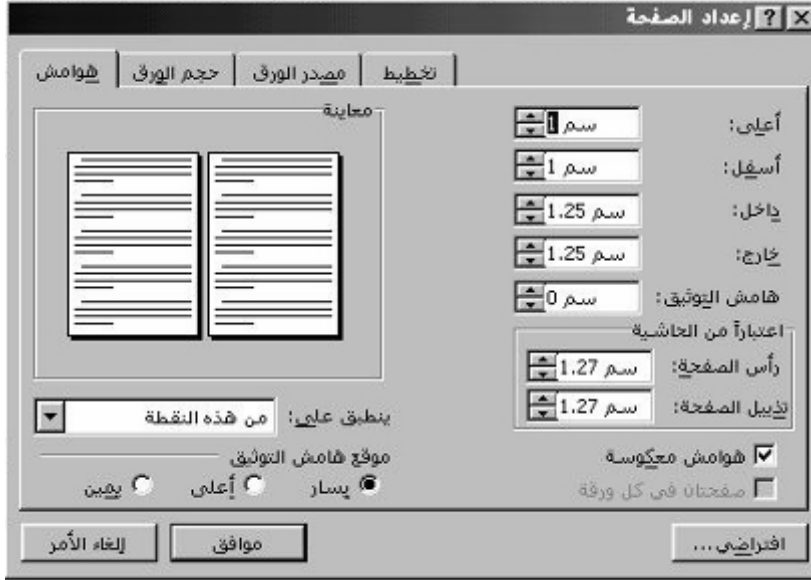 إعداد الصفحة
هوامش
حجم الورق
مصدر الورق
تخطيط
أعلى: 1 سم
أسفل: 1 سم
داخل: 1.25 سم
خارج: 1.25 سم
هامش التوثيق: 0 سم
اعتباراً من الحاشية
رأس الصفحة: 1.27 سم
تذييل الصفحة: 1.27 سم
هوامش معكوسة
صفحتان في كل ورقة
معاينة
ينطبق على: من هذه النقطة
موقع هامش التوثيق
يسار أعلى يمين
افتراضي...
موافق
إلغاء الأمر